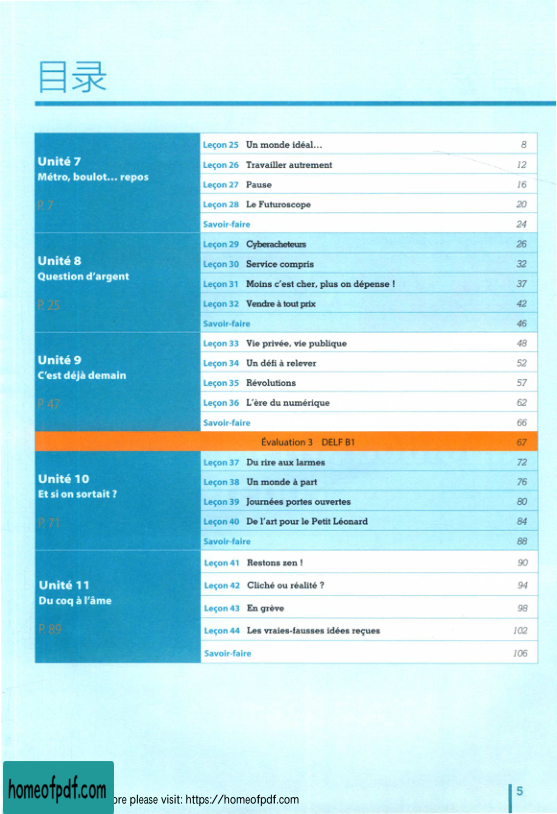 目录
Unité 7
Métro, boulot... repos
P. 7
Leçon 25 Un monde idéal... 8
Leçon 26 Travailler autrement 12
Leçon 27 Pause 16
Leçon 28 Le Futuroscope 20
Savoir-faire 24
Unité 8
Question d'argent
P. 25
Leçon 29 Cyberacheteurs 26
Leçon 30 Service compris 32
Leçon 31 Moins c'est cher, plus on dépense ! 37
Leçon 32 Vendre à tout prix 42
Savoir-faire 46
Unité 9
C'est déjà demain
P. 47
Leçon 33 Vie privée, vie publique 48
Leçon 34 Un défi à relever 52
Leçon 35 Révolutions 57
Leçon 36 L'ère du numérique 62
Savoir-faire 66
Évaluation 3 DELF B1 67
Unité 10
Et si on sortait ?
P. 71
Leçon 37 Du rire aux larmes 72
Leçon 38 Un monde à part 76
Leçon 39 Journées portes ouvertes 80
Leçon 40 De l'art pour le Petit Léonard 84
Savoir-faire 88
Unité 11
Du coq à l'âme
P. 89
Leçon 41 Restons zen ! 90
Leçon 42 Cliché ou réalité ? 94
Leçon 43 En grève 98
Leçon 44 Les vraies-fausses idées reçues 102
Savoir-faire 106
homeofpdf.com
please visit: https://homeofpdf.com
5